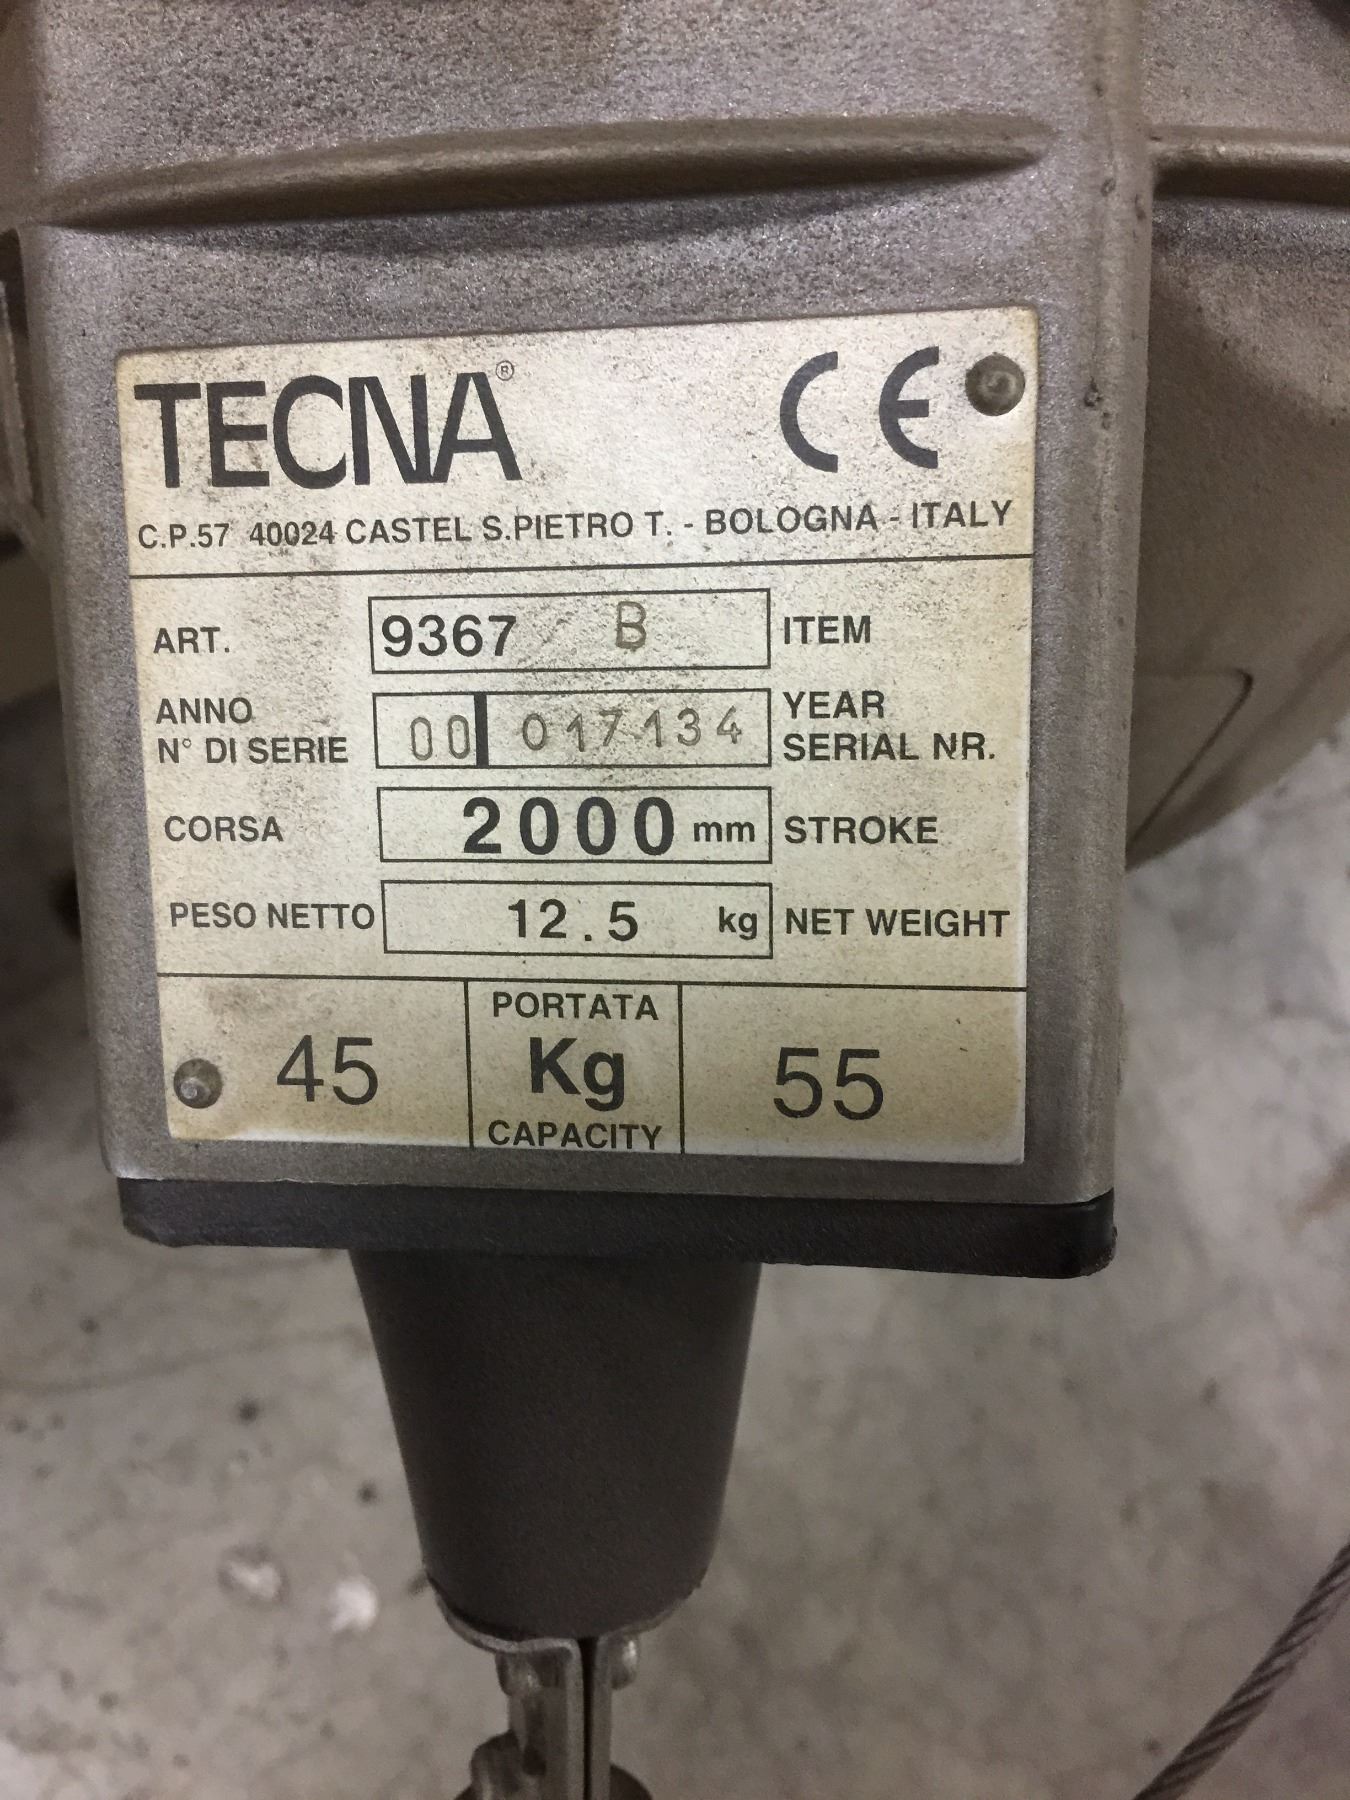 TECNA® CE
C.P.57 40024 CASTEL S.PIETRO T. - BOLOGNA - ITALY
ART. 9367 B ITEM
ANNO YEAR
N° DI SERIE 00 017134 SERIAL NR.
CORSA 2000 mm STROKE
PESO NETTO 12.5 kg NET WEIGHT
PORTATA
45 Kg 55
CAPACITY